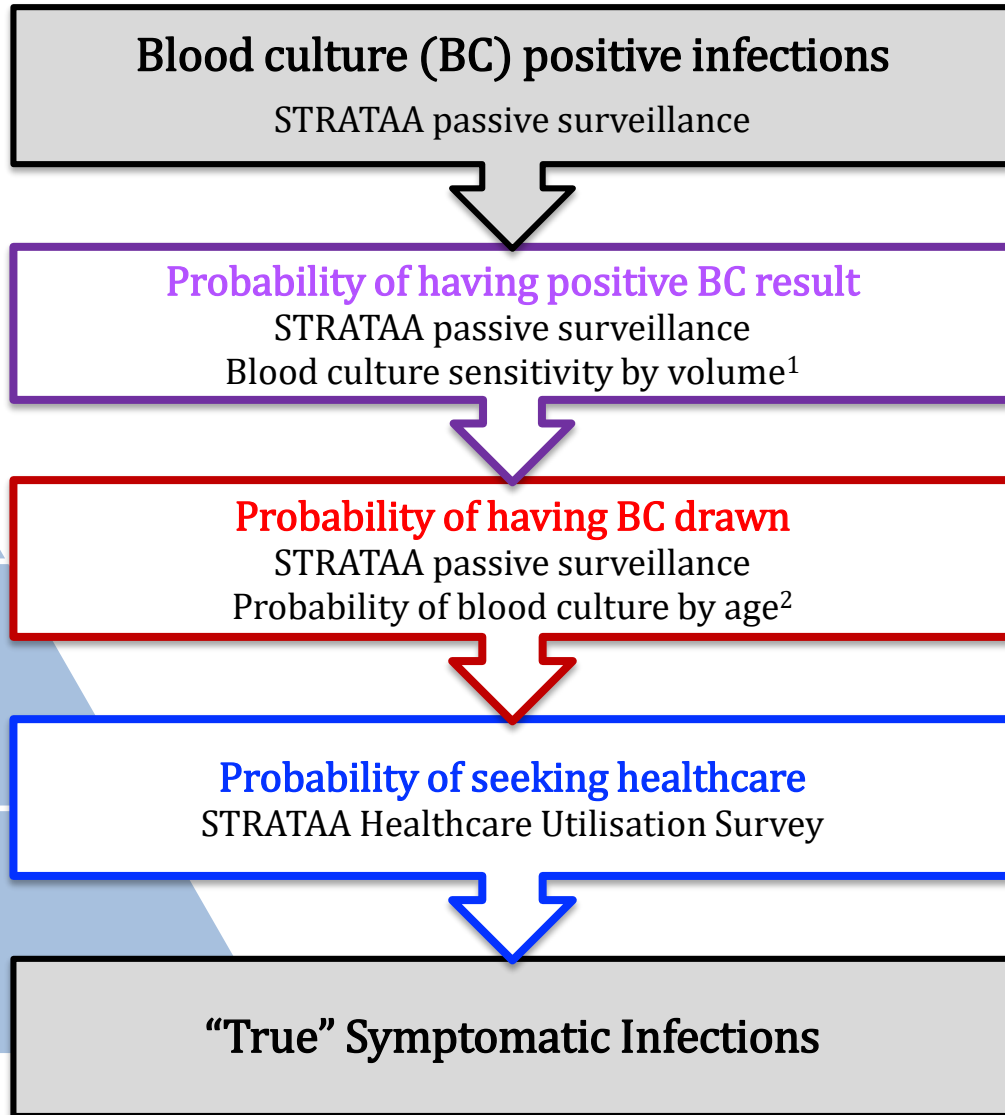 Blood culture (BC) positive infections
STRATAA passive surveillance
Probability of having positive BC result
STRATAA passive surveillance
Blood culture sensitivity by volume¹
Probability of having BC drawn
STRATAA passive surveillance
Probability of blood culture by age²
Probability of seeking healthcare
STRATAA Healthcare Utilisation Survey
“True” Symptomatic Infections